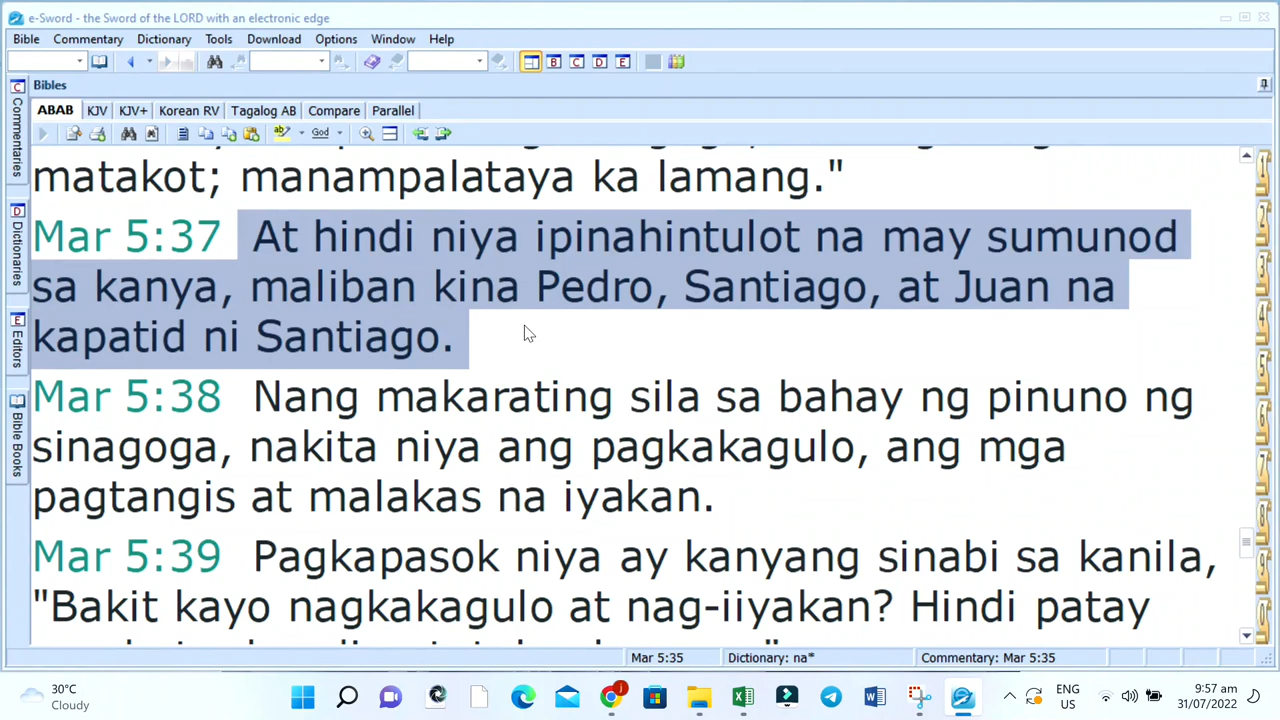 e-Sword - the Sword of the LORD with an electronic edge
Bible Commentary Dictionary Tools Search Download Options Window Help
Bibles
ABAB KJV KJV+ Korean RV Tagalog AB Compare Parallel
God
Commentaries
Dictionaries
Editors
Bible Books
matakot; manampalataya ka lamang."
Mar 5:37 At hindi niya ipinahintulot na may sumunod
sa kanya, maliban kina Pedro, Santiago, at Juan na
kapatid ni Santiago.
Mar 5:38 Nang makarating sila sa bahay ng pinuno ng
sinagoga, nakita niya ang pagkakagulo, ang mga
pagtangis at malakas na iyakan.
Mar 5:39 Pagkapasok niya ay kanyang sinabi sa kanila,
"Bakit kayo nagkakagulo at nag-iiyakan? Hindi patay
Mar 5:35 Dictionary: na* Commentary: Mar 5:35
30°C
Cloudy
ENG
US
9:57 am
31/07/2022